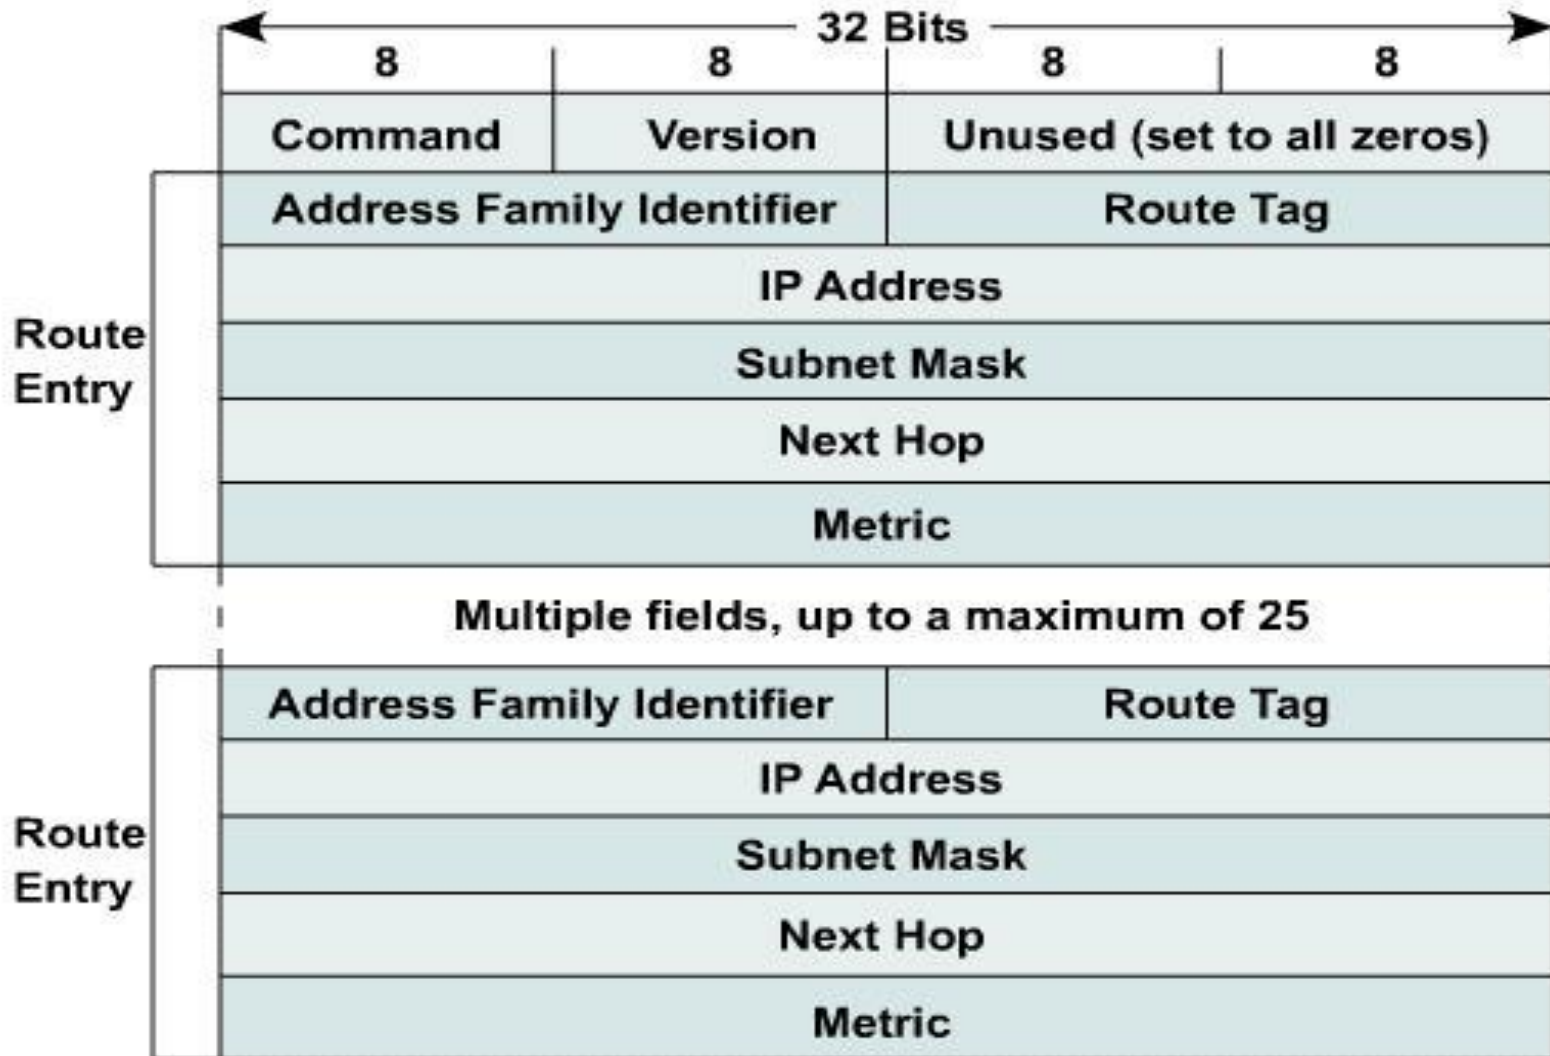 32 Bits
8 8 8 8
Command Version Unused (set to all zeros)
Address Family Identifier Route Tag
IP Address
Route
Entry
Subnet Mask
Next Hop
Metric
Multiple fields, up to a maximum of 25
Address Family Identifier Route Tag
IP Address
Route
Entry
Subnet Mask
Next Hop
Metric